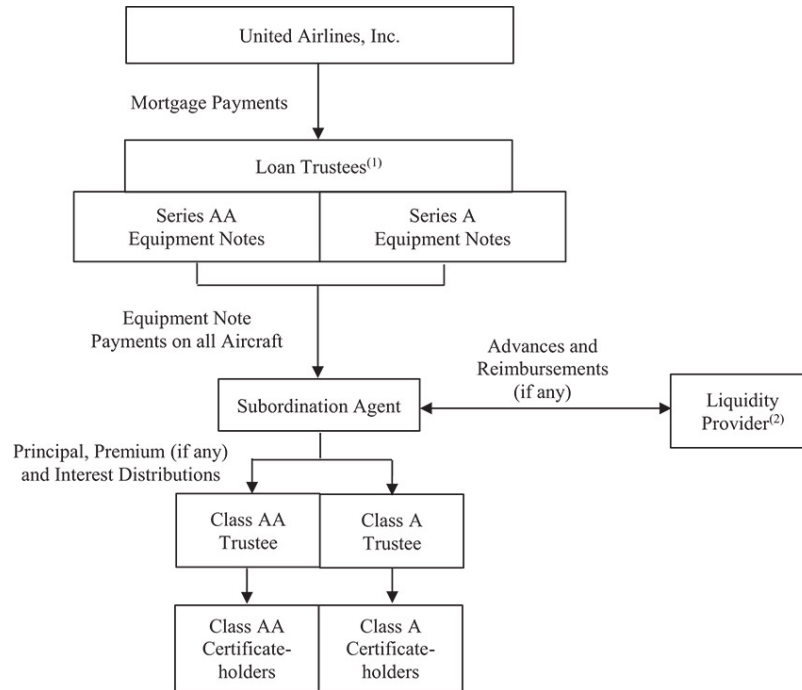 United Airlines, Inc.
Mortgage Payments
Loan Trustees(1)
Series AA
Equipment Notes
Series A
Equipment Notes
Equipment Note
Payments on all Aircraft
Advances and
Reimbursements
(if any)
Subordination Agent
Liquidity
Provider(2)
Principal, Premium (if any)
and Interest Distributions
Class AA
Trustee
Class A
Trustee
Class AA
Certificate-
holders
Class A
Certificate-
holders